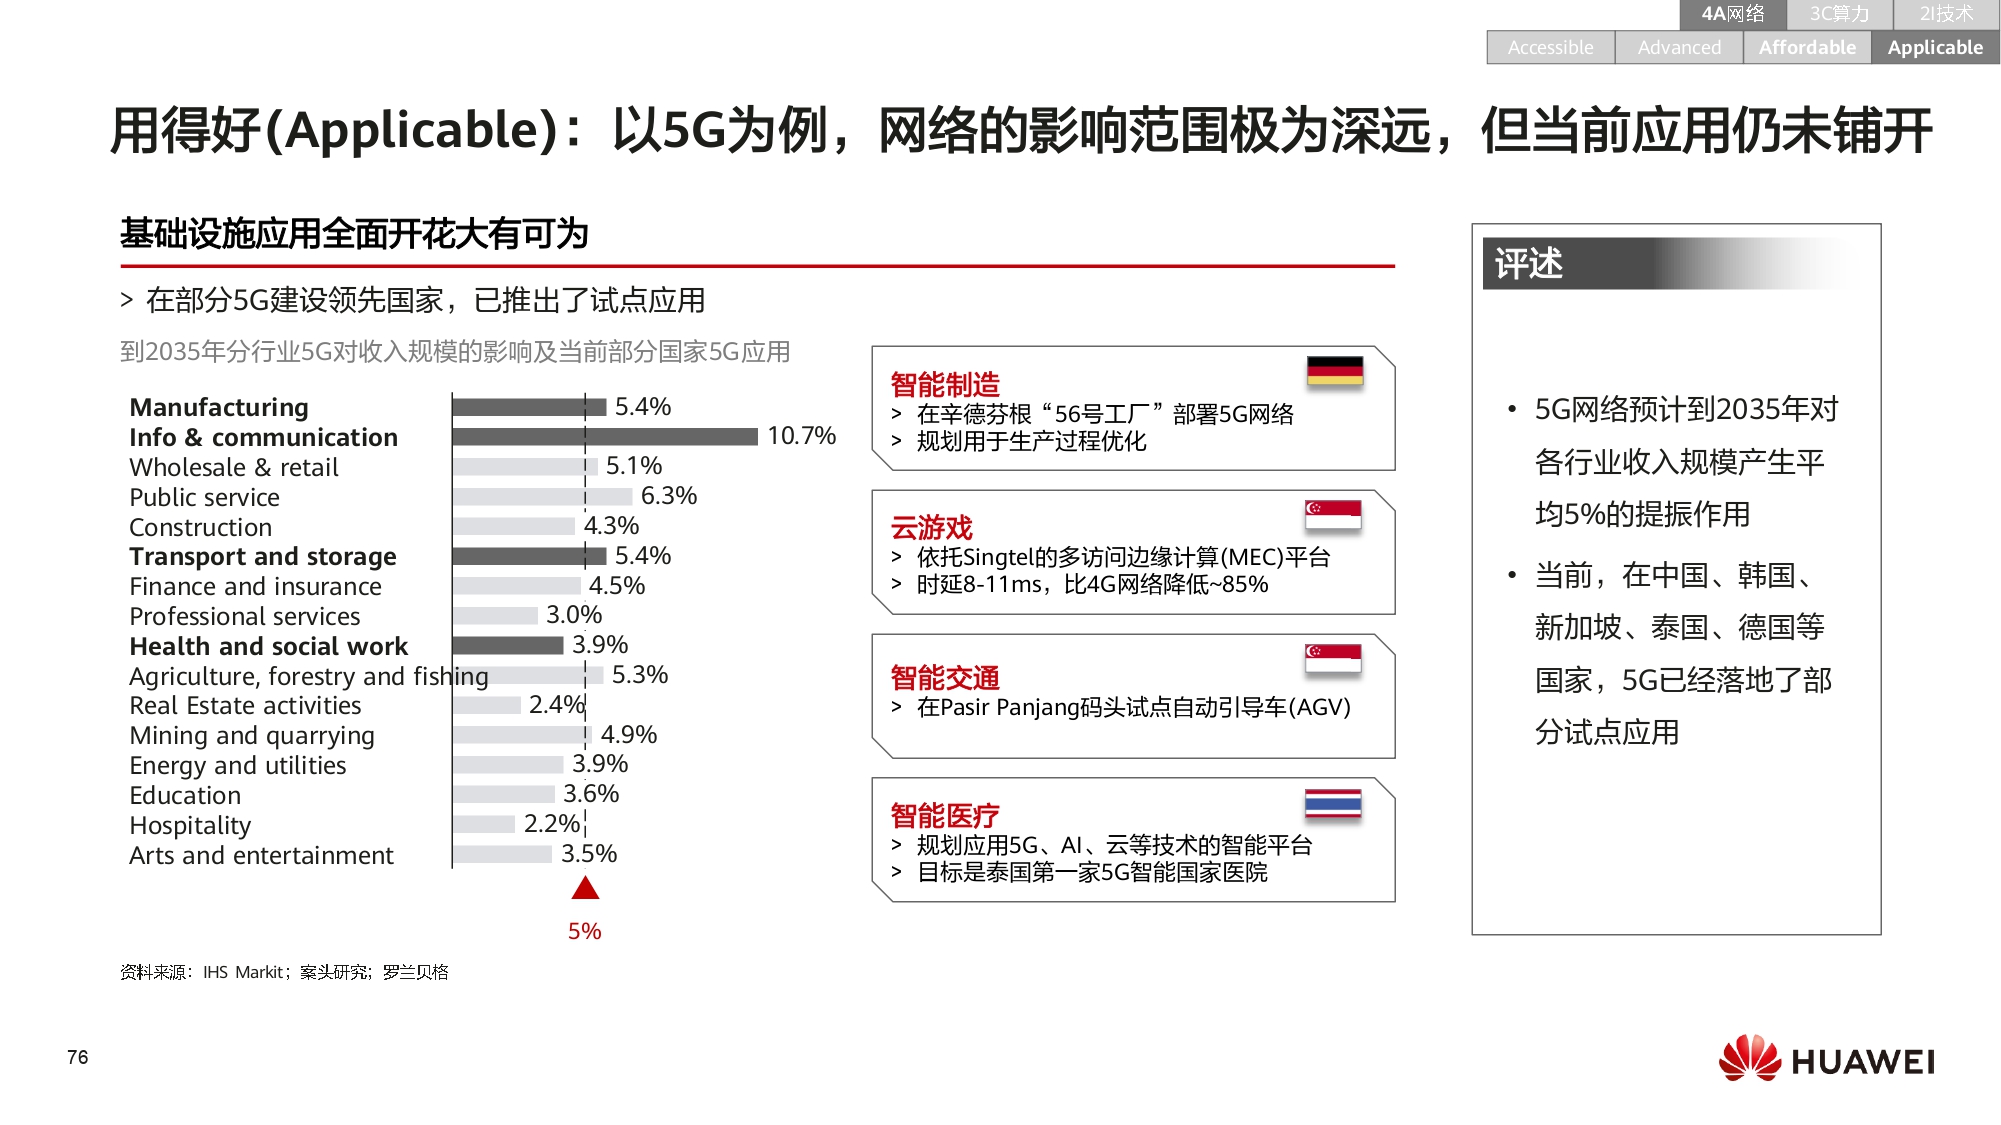 4A网络 3C算力 2I技术
Accessible Advanced Affordable Applicable
用得好(Applicable)：以5G为例，网络的影响范围极为深远，但当前应用仍未铺开
基础设施应用全面开花大有可为
> 在部分5G建设领先国家，已推出了试点应用
到2035年分行业5G对收入规模的影响及当前部分国家5G应用
Manufacturing 5.4%
Info & communication 10.7%
Wholesale & retail 5.1%
Public service 6.3%
Construction 4.3%
Transport and storage 5.4%
Finance and insurance 4.5%
Professional services 3.0%
Health and social work 3.9%
Agriculture, forestry and fishing 5.3%
Real Estate activities 2.4%
Mining and quarrying 4.9%
Energy and utilities 3.9%
Education 3.6%
Hospitality 2.2%
Arts and entertainment 3.5%
5%
智能制造
> 在辛德芬根“56号工厂”部署5G网络
> 规划用于生产过程优化
云游戏
> 依托Singtel的多访问边缘计算(MEC)平台
> 时延8-11ms，比4G网络降低~85%
智能交通
> 在Pasir Panjang码头试点自动引导车(AGV)
智能医疗
> 规划应用5G、AI、云等技术的智能平台
> 目标是泰国第一家5G智能国家医院
评述
• 5G网络预计到2035年对
各行业收入规模产生平
均5%的提振作用
• 当前，在中国、韩国、
新加坡、泰国、德国等
国家，5G已经落地了部
分试点应用
资料来源：IHS Markit；案头研究；罗兰贝格
76
HUAWEI